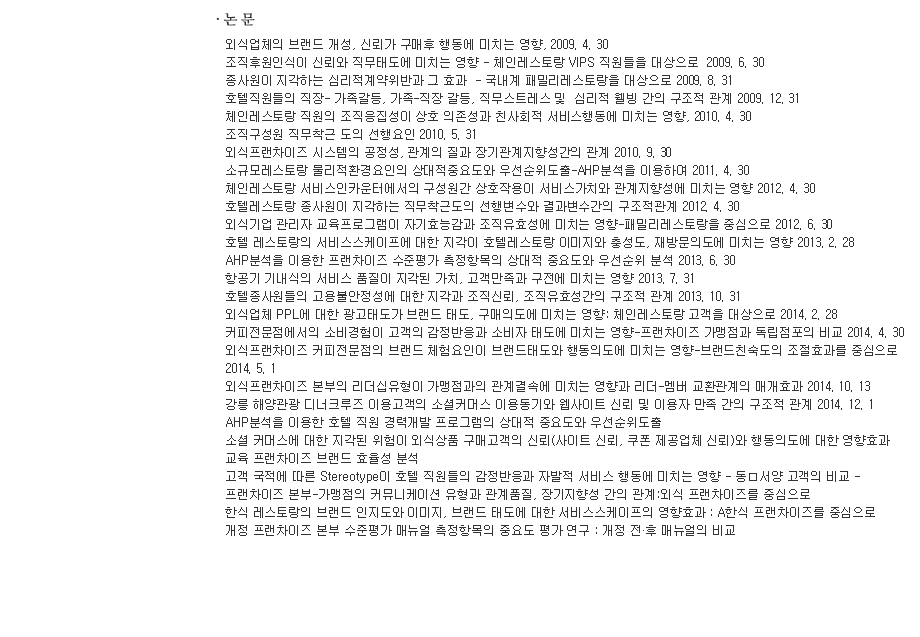 · 논 문
외식업체의 브랜드 개성, 신뢰가 구매후 행동에 미치는 영향, 2009. 4. 30
조직후원인식이 신뢰와 직무태도에 미치는 영향 - 체인레스토랑 VIPS 직원들을 대상으로 2009. 6. 30
종사원이 지각하는 심리적계약위반과 그 효과 - 국내계 패밀리레스토랑을 대상으로 2009. 8. 31
호텔직원들의 직장- 가족갈등, 가족-직장 갈등, 직무스트레스 및 심리적 웰빙 간의 구조적 관계 2009. 12. 31
체인레스토랑 직원의 조직응집성이 상호 의존성과 친사회적 서비스행동에 미치는 영향, 2010. 4. 30
조직구성원 직무착근 도의 선행요인 2010. 5. 31
외식프랜차이즈 시스템의 공정성, 관계의 질과 장기관계지향성간의 관계 2010. 9. 30
소규모레스토랑 물리적환경요인의 상대적중요도와 우선순위도출-AHP분석을 이용하여 2011. 4. 30
체인레스토랑 서비스인카운터에서의 구성원간 상호작용이 서비스가치와 관계지향성에 미치는 영향 2012. 4. 30
호텔레스토랑 종사원이 지각하는 직무착근도의 선행변수와 결과변수간의 구조적관계 2012. 4. 30
외식기업 관리자 교육프로그램이 자기효능감과 조직유효성에 미치는 영향-패밀리레스토랑을 중심으로 2012. 6. 30
호텔 레스토랑의 서비스스케이프에 대한 지각이 호텔레스토랑 이미지와 충성도, 재방문의도에 미치는 영향 2013. 2. 28
AHP분석을 이용한 프랜차이즈 수준평가 측정항목의 상대적 중요도와 우선순위 분석 2013. 6. 30
항공기 기내식의 서비스 품질이 지각된 가치, 고객만족과 구전에 미치는 영향 2013. 7. 31
호텔종사원들의 고용불안정성에 대한 지각과 조직신뢰, 조직유효성간의 구조적 관계 2013. 10. 31
외식업체 PPL에 대한 광고태도가 브랜드 태도, 구매의도에 미치는 영향: 체인레스토랑 고객을 대상으로 2014. 2. 28
커피전문점에서의 소비경험이 고객의 감정반응과 소비자 태도에 미치는 영향-프랜차이즈 가맹점과 독립점포의 비교 2014. 4. 30
외식프랜차이즈 커피전문점의 브랜드 체험요인이 브랜드태도와 행동의도에 미치는 영향-브랜드친숙도의 조절효과를 중심으로
2014. 5. 1
외식프랜차이즈 본부의 리더십유형이 가맹점과의 관계결속에 미치는 영향과 리더-멤버 교환관계의 매개효과 2014. 10. 13
강릉 해양관광 디너크루즈 이용고객의 소셜커머스 이용동기와 웹사이트 신뢰 및 이용자 만족 간의 구조적 관계 2014. 12. 1
AHP분석을 이용한 호텔 직원 경력개발 프로그램의 상대적 중요도와 우선순위도출
소셜 커머스에 대한 지각된 위험이 외식상품 구매고객의 신뢰(사이트 신뢰, 쿠폰 제공업체 신뢰)와 행동의도에 대한 영향효과
교육 프랜차이즈 브랜드 효율성 분석
고객 국적에 따른 Stereotype이 호텔 직원들의 감정반응과 자발적 서비스 행동에 미치는 영향 - 동ㅁ서양 고객의 비교 -
프랜차이즈 본부-가맹점의 커뮤니케이션 유형과 관계품질, 장기지향성 간의 관계:외식 프랜차이즈를 중심으로
한식 레스토랑의 브랜드 인지도와 이미지, 브랜드 태도에 대한 서비스스케이프의 영향효과 : A한식 프랜차이즈를 중심으로
개정 프랜차이즈 본부 수준평가 매뉴얼 측정항목의 중요도 평가 연구 : 개정 전·후 매뉴얼의 비교